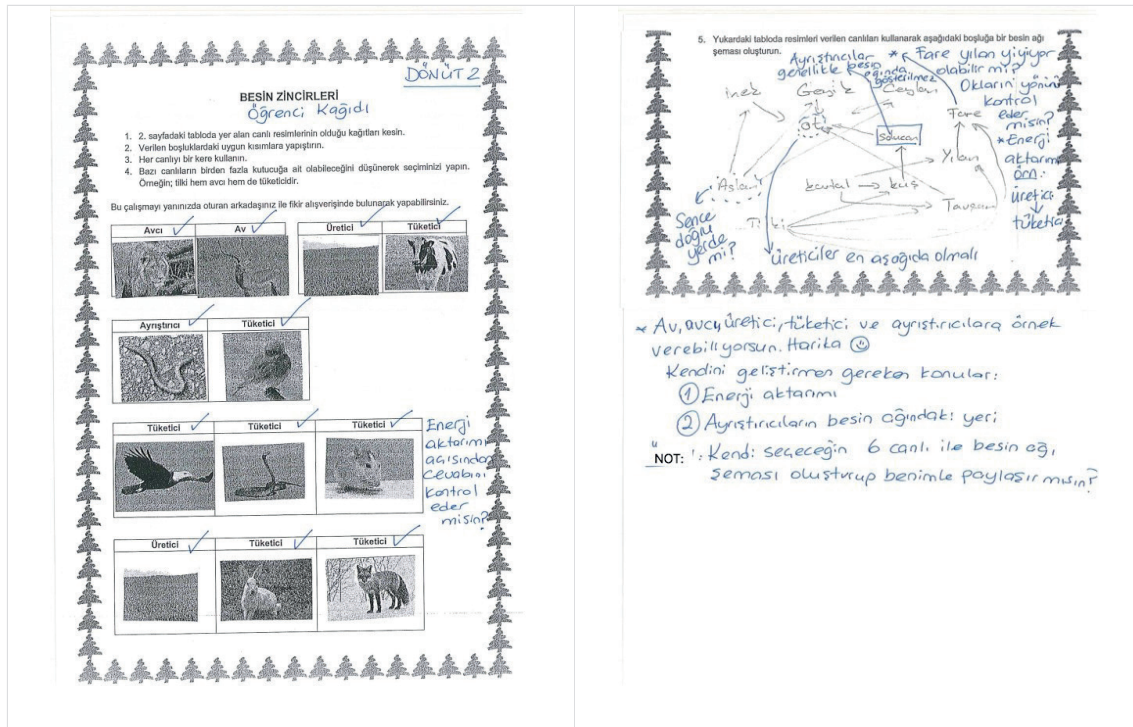 DÖNÜT 2
BESİN ZİNCİRLERİ
Öğrenci Kağıdı
1. 2. sayfadaki tabloda yer alan canlı resimlerinin olduğu kağıtları kesin.
2. Verilen boşluklardaki uygun kısımlara yapıştırın.
3. Her canlıyı bir kere kullanın.
4. Bazı canlıların birden fazla kutucuğa ait olabileceğini düşünerek seçiminizi yapın.
Örneğin; tilki hem avcı hem de tüketicidir.
Bu çalışmayı yanınızda oturan arkadaşınız ile fikir alışverişinde bulunarak yapabilirsiniz.
Avcı Av Üretici Tüketici
Ayrıştırıcı Tüketici
Tüketici Tüketici Tüketici
Enerji
aktarımı
açısından
cevabını
kontrol
eder
misin?
Üretici Tüketici Tüketici
5. Yukardaki tabloda resimleri verilen canlıları kullanarak aşağıdaki boşluğa bir besin ağı
şeması oluşturun.
Ayrıştırıcılar
genellikle besin
ağında
gösterilmez
* Fare yılan yiyiyor
olabilir mi?
Okların yönünü
kontrol
eder
misin?
* Enerji
aktarımı
örn:
üretici
tüketici
inek Geyik Ceylan
ot
Fare
solucan
Yılan
Aslan kartal kuş
Tavşan
Tilki
Sence
doğru
yerde
mi?
üreticiler en aşağıda olmalı
* Av, avcı, üretici, tüketici ve ayrıştırıcılara örnek
verebiliyorsun. Harika ☺
Kendini geliştirmen gereken konular:
1 Enerji aktarımı
2 Ayrıştırıcıların besin ağındaki yeri
NOT: Kendi seçeceğin 6 canlı ile besin ağı
şeması oluşturup benimle paylaşır mısın?